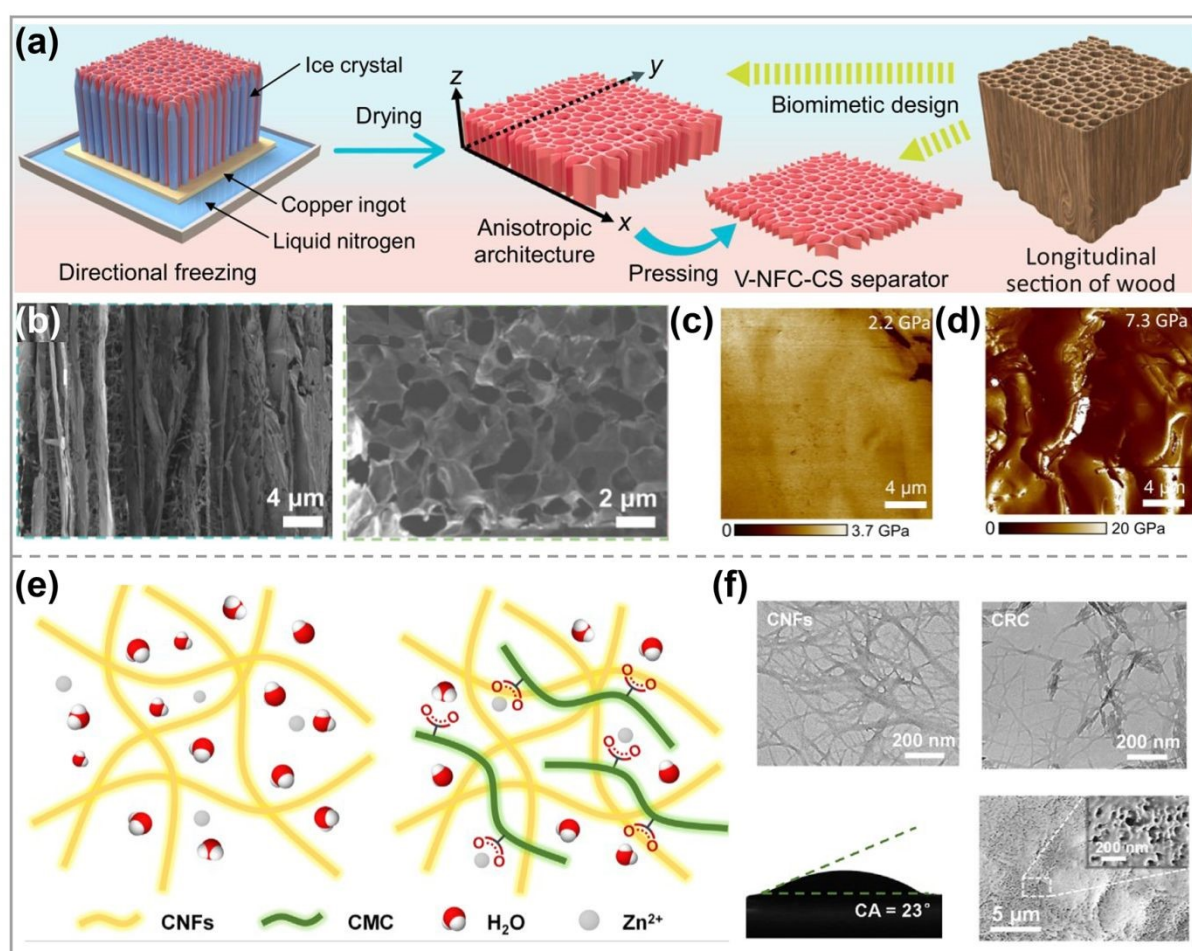 (a)
Ice crystal
Drying
Copper ingot
Liquid nitrogen
Directional freezing
z
y
x
Anisotropic
architecture
Pressing
Biomimetic design
V-NFC-CS separator
Longitudinal
section of wood
(b)
4 μm
2 μm
(c)
2.2 GPa
4 μm
0
3.7 GPa
(d)
7.3 GPa
4 μm
0
20 GPa
(e)
O
O
O
O
O
O
O
O
O
O
O
O
CNFs
CMC
H₂O
Zn²⁺
(f)
CNFs
200 nm
CRC
200 nm
CA = 23°
200 nm
5 μm